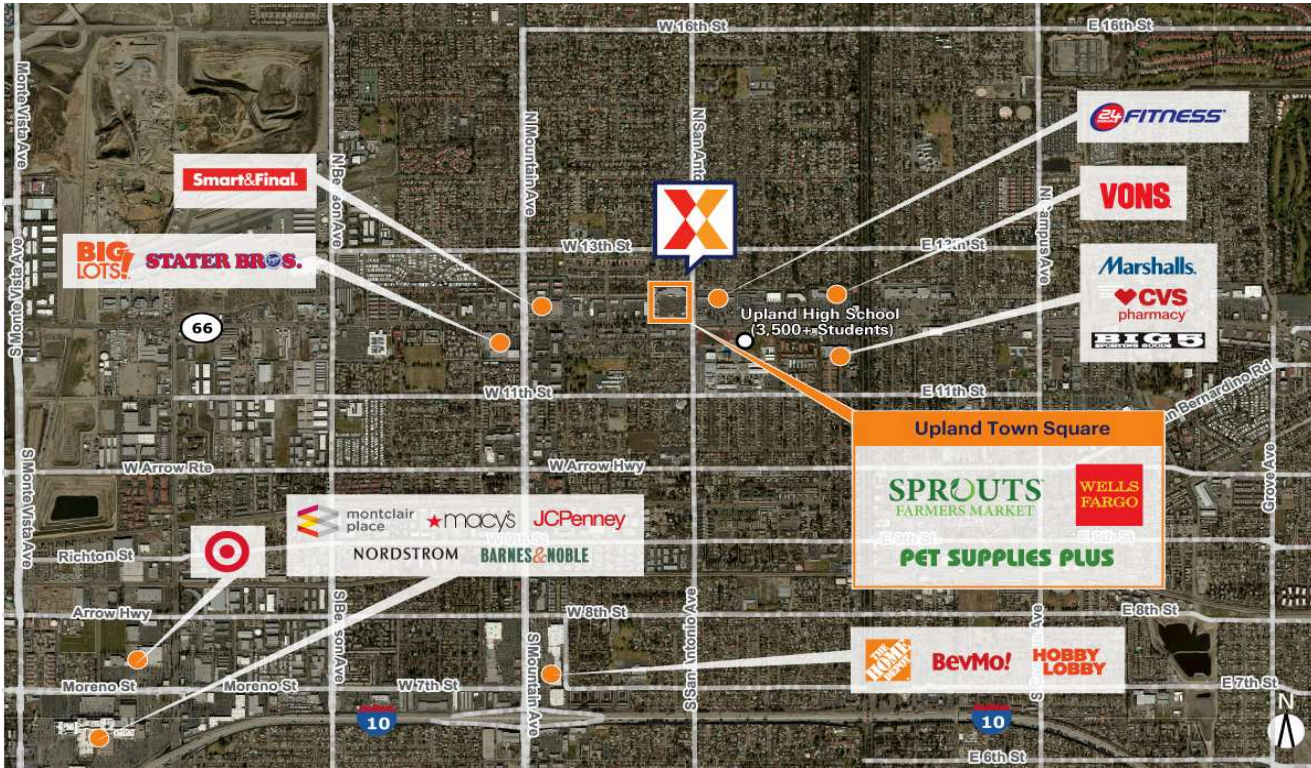 W 16th St
E 16th St
Monte Vista Ave
N Mountain Ave
24
FITNESS
Smart&Final.
VONS
W 13th St
S Monte Vista Ave
BIG
LOTS!
STATER BROS.
N Campus Ave
Marshalls.
CVS
pharmacy
BIG 5
SPORTING GOODS
Upland High School
(3,500+ Students)
66
W 11th St
E 11th St
Upland Town Square
W Arrow Rte
W Arrow Hwy
S Monte Vista Ave
SPROUTS
FARMERS MARKET
WELLS
FARGO
PET SUPPLIES PLUS
Grove Ave
montclair
place
macy's
JCPenney
NORDSTROM
BARNES&NOBLE
Richton St
Arrow Hwy
W 8th St
E 8th St
S San Antonio Ave
S Mountain Ave
THE
HOME
DEPOT
BevMo!
HOBBY
LOBBY
Moreno St
Moreno St
W 7th St
E 7th St
10
10
N
E 6th St